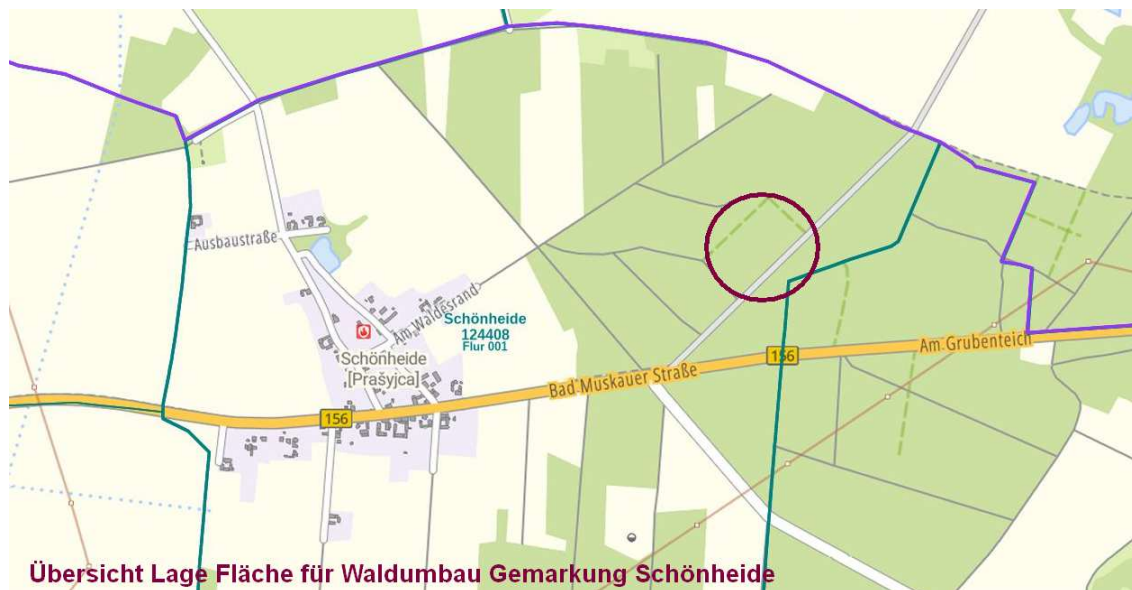 Ausbaustraße
Am Waldesrand
Schönheide
124408
Flur 001
Schönheide
[Prašyjca]
Am Grubenteich
156
Bad Muskauer Straße
156
Übersicht Lage Fläche für Waldumbau Gemarkung Schönheide